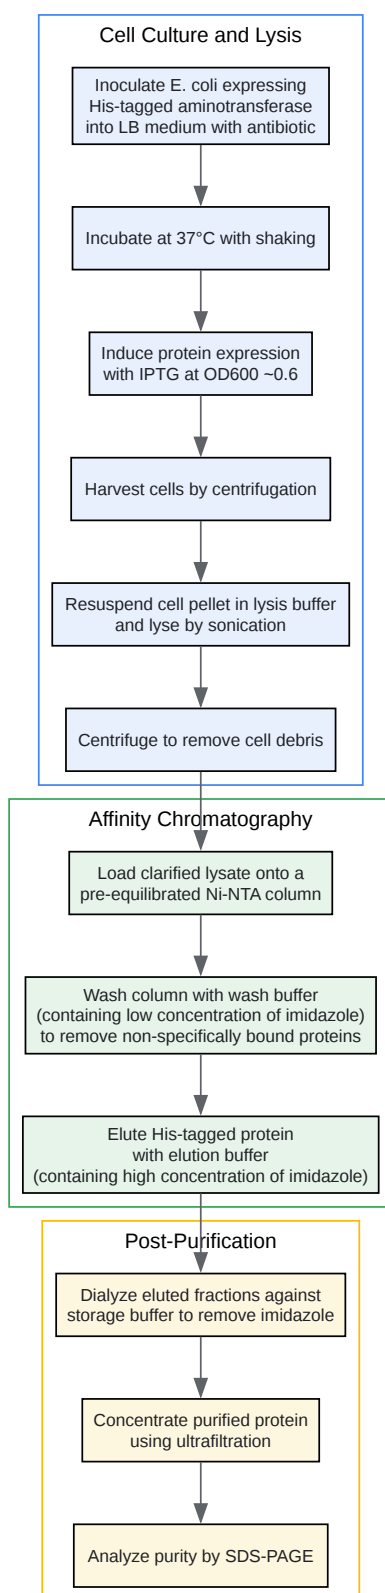 Cell Culture and Lysis
Inoculate E. coli expressing
His-tagged aminotransferase
into LB medium with antibiotic
Incubate at 37°C with shaking
Induce protein expression
with IPTG at OD600 ~0.6
Harvest cells by centrifugation
Resuspend cell pellet in lysis buffer
and lyse by sonication
Centrifuge to remove cell debris
Affinity Chromatography
Load clarified lysate onto a
pre-equilibrated Ni-NTA column
Wash column with wash buffer
(containing low concentration of imidazole)
to remove non-specifically bound proteins
Elute His-tagged protein
with elution buffer
(containing high concentration of imidazole)
Post-Purification
Dialyze eluted fractions against
storage buffer to remove imidazole
Concentrate purified protein
using ultrafiltration
Analyze purity by SDS-PAGE